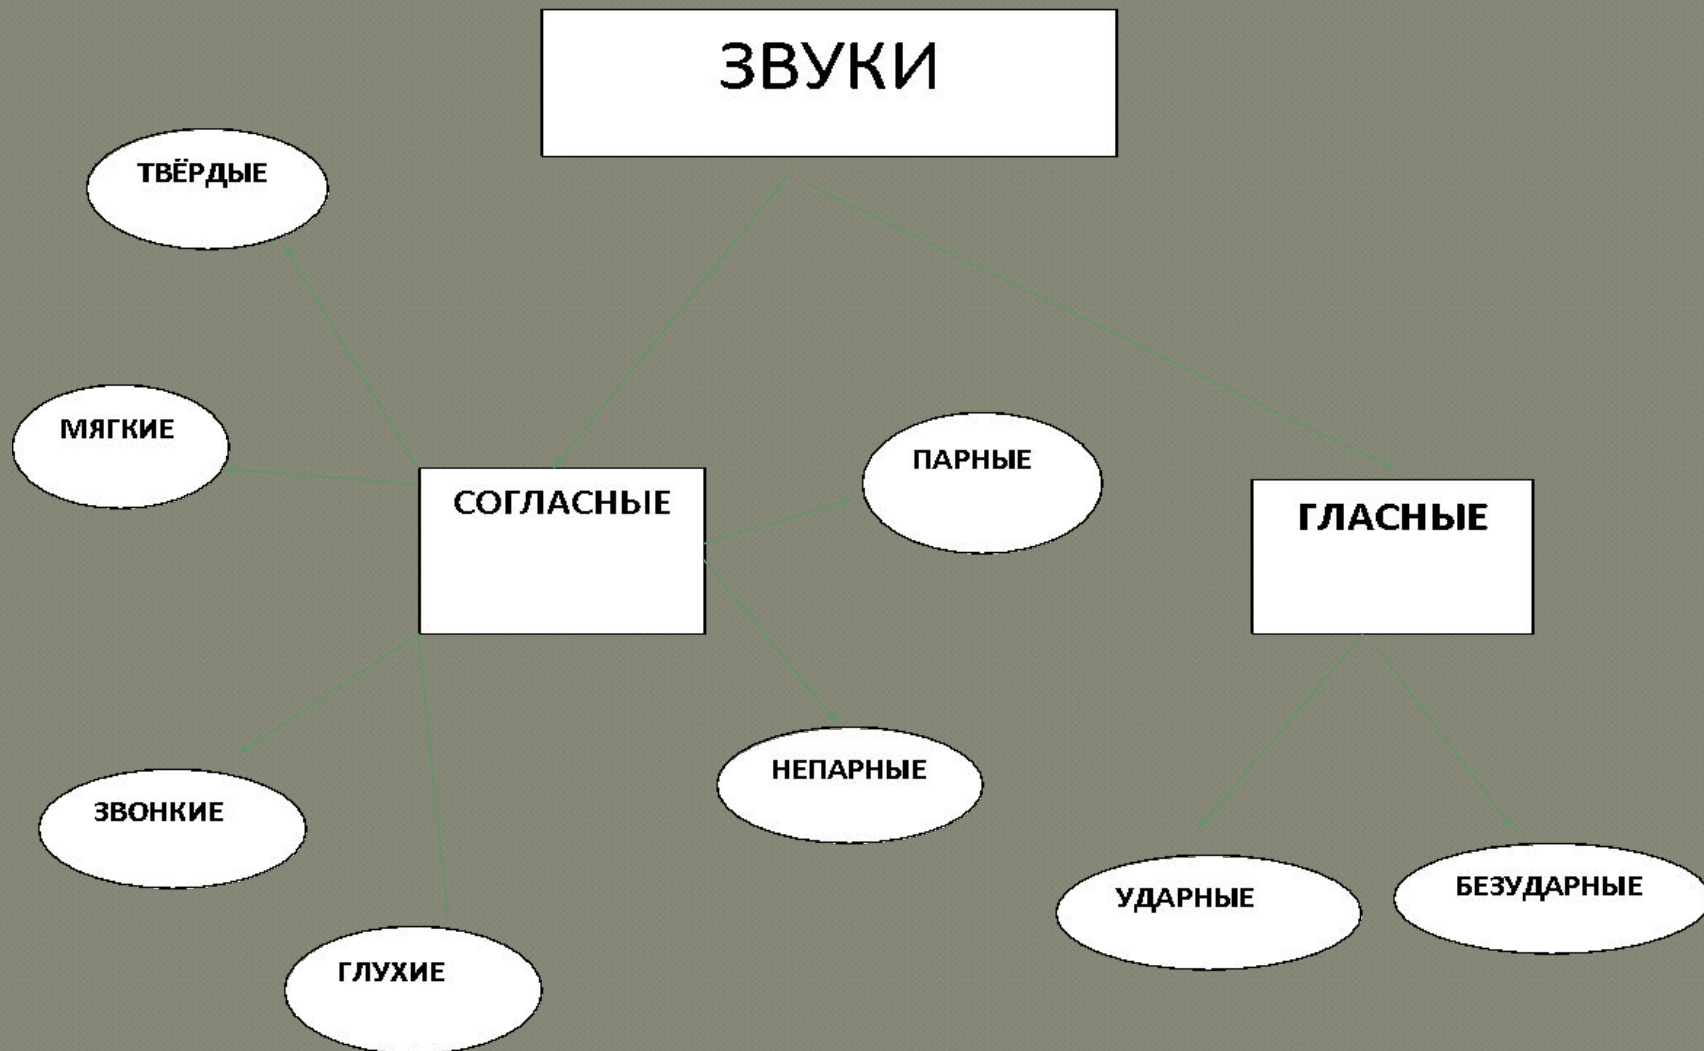 ЗВУКИ
ТВЁРДЫЕ
МЯГКИЕ
СОГЛАСНЫЕ
ПАРНЫЕ
ГЛАСНЫЕ
ЗВОНКИЕ
НЕПАРНЫЕ
ГЛУХИЕ
УДАРНЫЕ
БЕЗУДАРНЫЕ